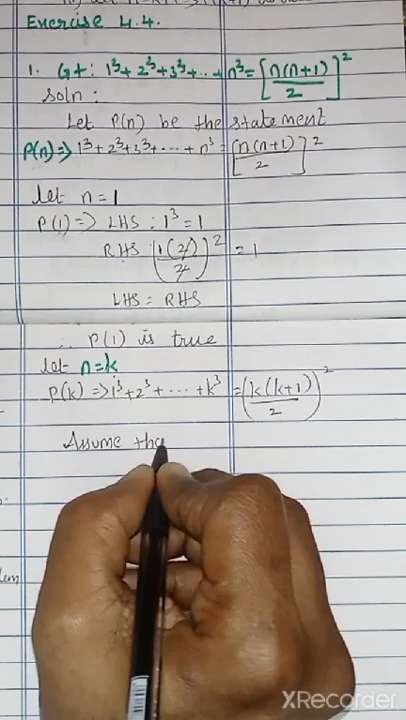 Exercise 4.4.
1. Gt: 1³+2³+3³+...+n³=[n(n+1)/2]²
Soln:
Let P(n) be the statement
P(n)=>1³+2³+3³+...+n³=[n(n+1)/2]²
let n=1
P(1)=> LHS : 1³=1
RHS (1(2)/2)²=1
LHS=RHS
∴ P(1) is true
let n=k
P(k)=>1³+2³+...+k³=(k(k+1)/2)²
Assume tha
XRecorder